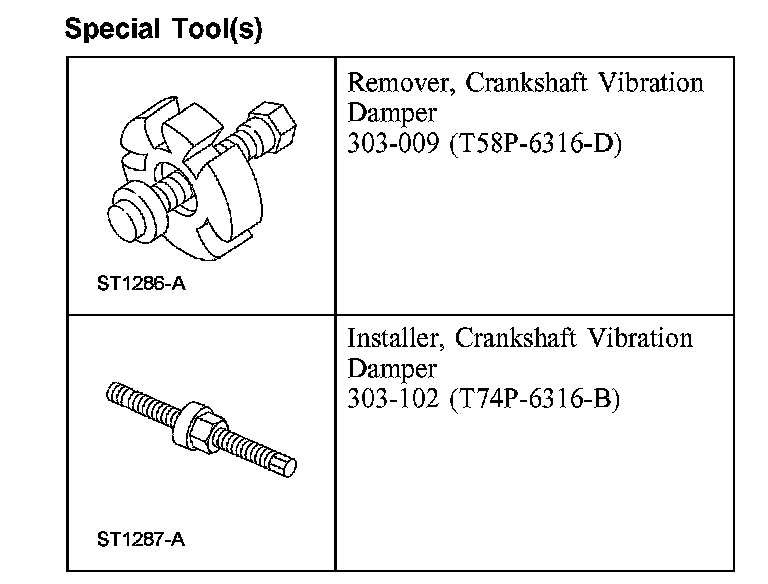 Special Tool(s)
Remover, Crankshaft Vibration
Damper
303-009 (T58P-6316-D)
ST1286-A
Installer, Crankshaft Vibration
Damper
303-102 (T74P-6316-B)
ST1287-A